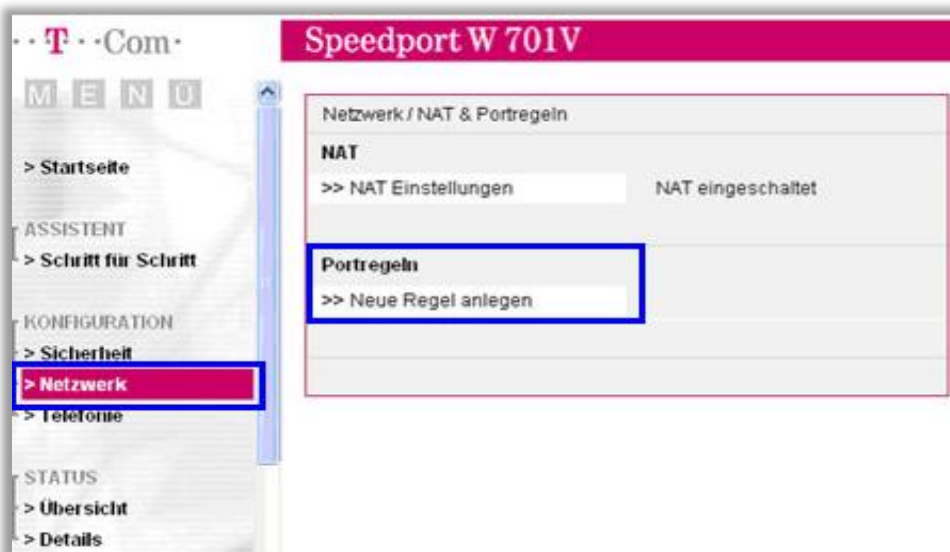 ··T··Com·
Speedport W 701V
MENÜ
> Startseite
ASSISTENT
> Schritt für Schritt
KONFIGURATION
> Sicherheit
> Netzwerk
> Telefonie
STATUS
> Übersicht
> Details
Netzwerk / NAT & Portregeln
NAT
>> NAT Einstellungen
NAT eingeschaltet
Portregeln
>> Neue Regel anlegen